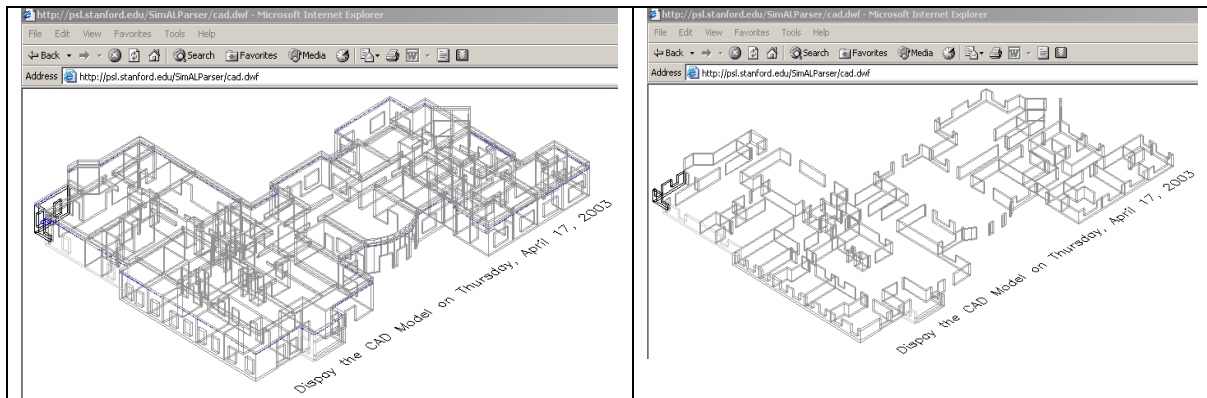 http://psl.stanford.edu/SimALParser/cad.dwf - Microsoft Internet Explorer
File Edit View Favorites Tools Help
Back Search Favorites Media
Address http://psl.stanford.edu/SimALParser/cad.dwf
Dispay the CAD Model on Thursday, April 17, 2003
http://psl.stanford.edu/SimALParser/cad.dwf - Microsoft Internet Explorer
File Edit View Favorites Tools Help
Back Search Favorites Media
Address http://psl.stanford.edu/SimALParser/cad.dwf
Dispay the CAD Model on Thursday, April 17, 2003